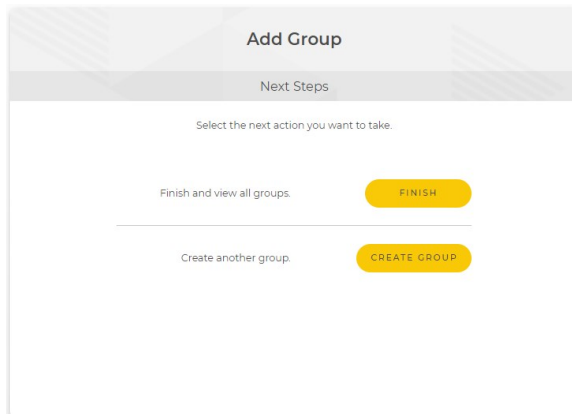 Add Group
Next Steps
Select the next action you want to take.
Finish and view all groups.
FINISH
Create another group.
CREATE GROUP